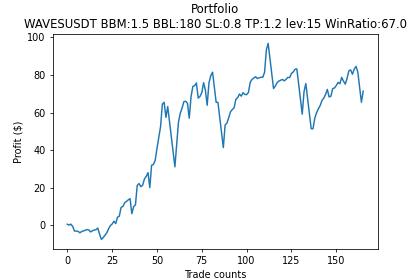 Portfolio
WAVESUSDT BBM:1.5 BBL:180 SL:0.8 TP:1.2 lev:15 WinRatio:67.0
100
80
60
40
20
0
Profit ($)
0 25 50 75 100 125 150
Trade counts